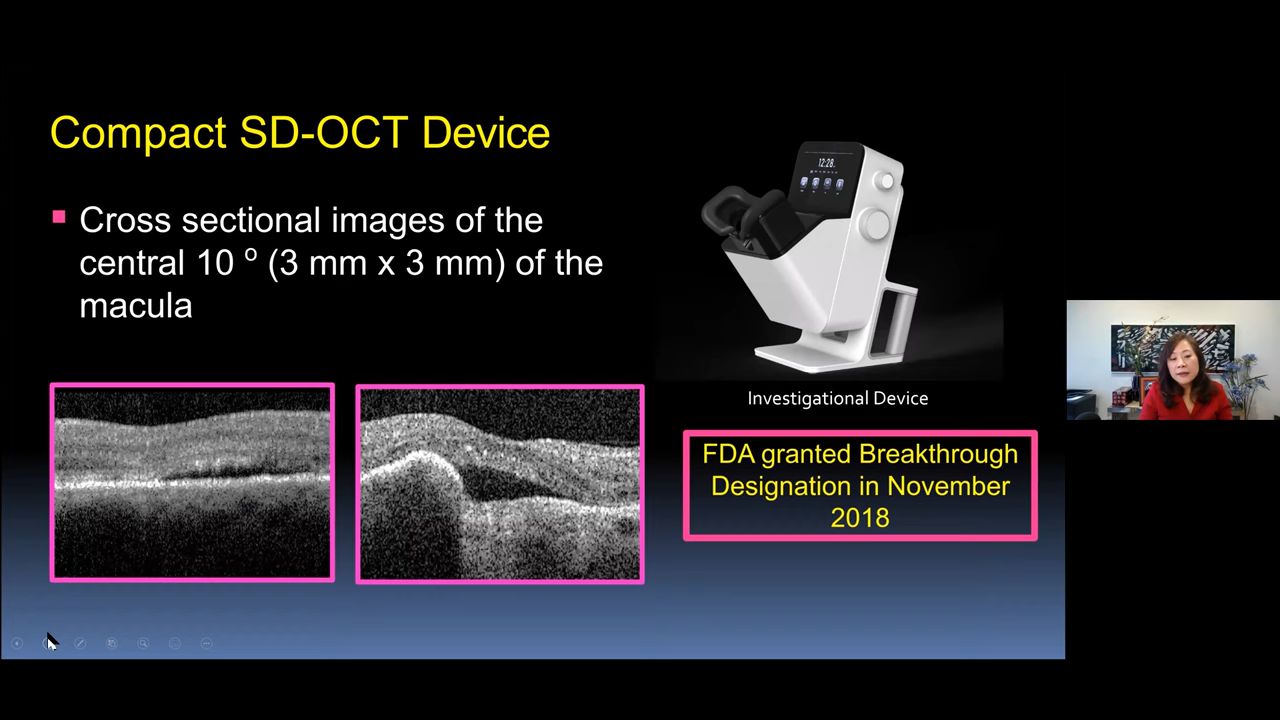 Compact SD-OCT Device
Cross sectional images of the
central 10 º (3 mm x 3 mm) of the
macula
12:28
Investigational Device
FDA granted Breakthrough
Designation in November
2018